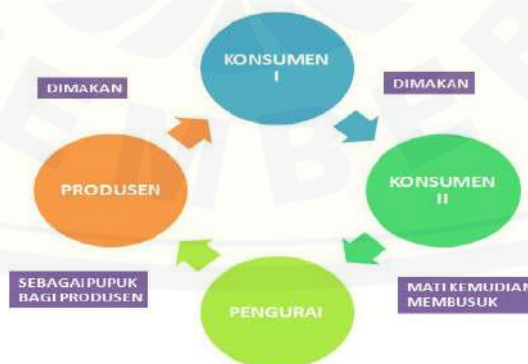 KONSUMEN
I
DIMAKAN
DIMAKAN
PRODUSEN
KONSUMEN
II
SEBAGAI PUPUK
BAGI PRODUSEN
MATI KEMUDIAN
MEMBUSUK
PENGURAI